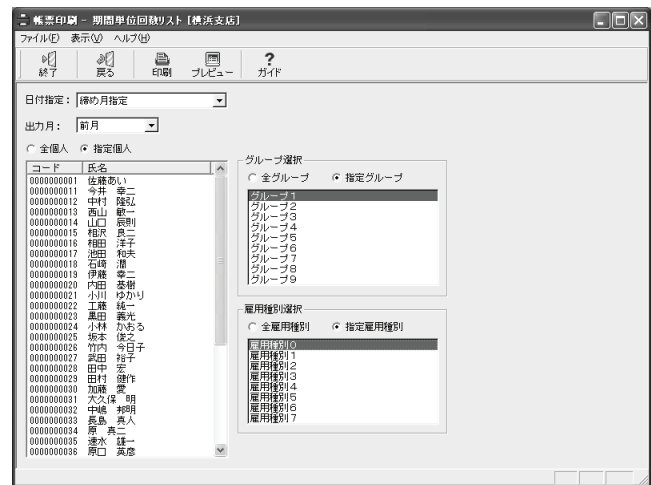 帳票印刷 - 期間単位回数リスト [横浜支店]
ファイル(F) 表示(V) ヘルプ(H)
終了 戻る 印刷 プレビュー ガイド
日付指定： 締め月指定
出力月： 前月
全個人 指定個人
コード 氏名
0000000001 佐藤あい
0000000011 今井 幸二
0000000012 中村 隆弘
0000000013 西山 敏一
0000000014 山口 辰則
0000000015 相沢 良二
0000000016 相田 洋子
0000000017 池田 和夫
0000000018 石崎 潤
0000000019 伊藤 幸二
0000000020 内田 基樹
0000000021 小川 ゆかり
0000000022 工藤 純一
0000000023 黒田 義光
0000000024 小林 かおる
0000000025 坂本 俊之
0000000026 竹内 今日子
0000000027 武田 裕子
0000000028 田中 宏
0000000029 田村 健作
0000000030 加藤 愛
0000000031 大久保 明
0000000032 中嶋 邦明
0000000033 長島 真人
0000000034 原 真二
0000000035 速水 雄一
0000000036 原口 英彦
グループ選択
全グループ 指定グループ
グループ1
グループ2
グループ3
グループ4
グループ5
グループ6
グループ7
グループ8
グループ9
雇用種別選択
全雇用種別 指定雇用種別
雇用種別0
雇用種別1
雇用種別2
雇用種別3
雇用種別4
雇用種別5
雇用種別6
雇用種別7